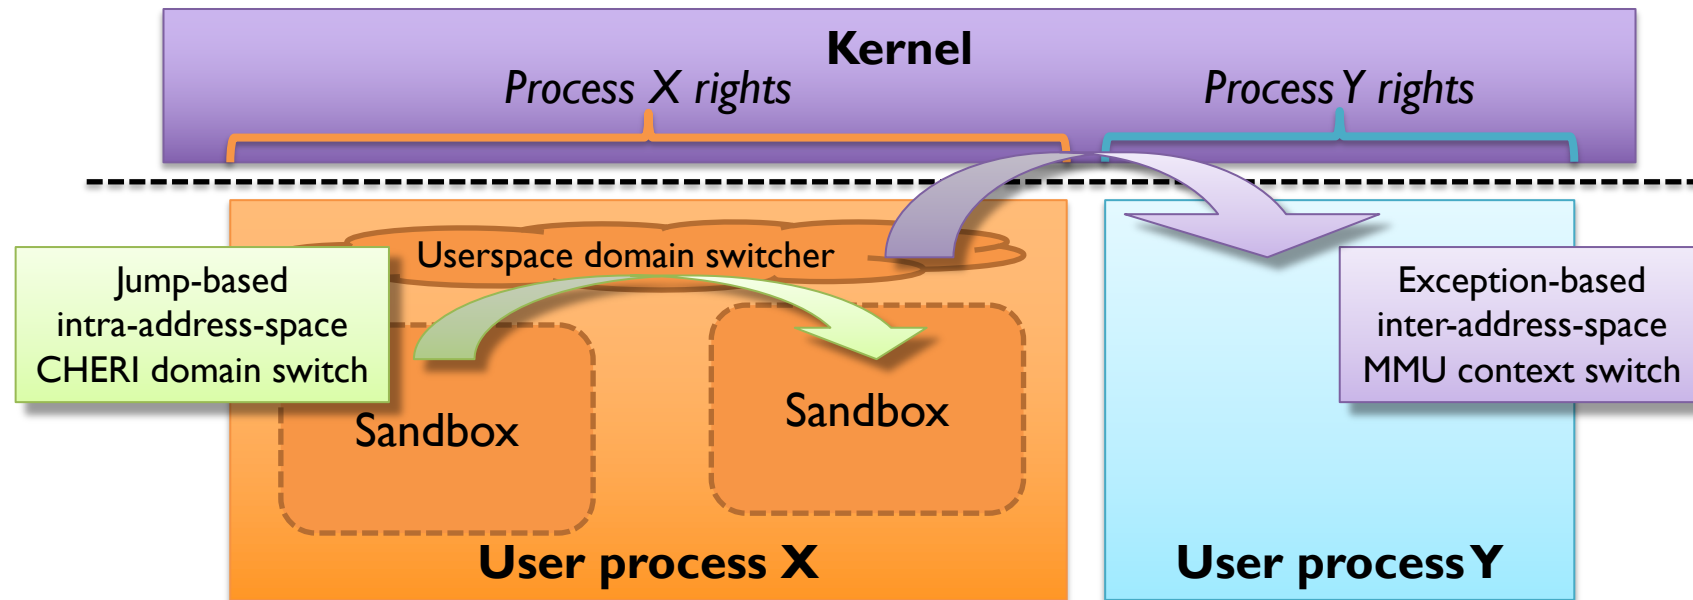 Kernel
Process X rights
Process Y rights
Userspace domain switcher
Jump-based
intra-address-space
CHERI domain switch
Exception-based
inter-address-space
MMU context switch
Sandbox
Sandbox
User process X
User process Y